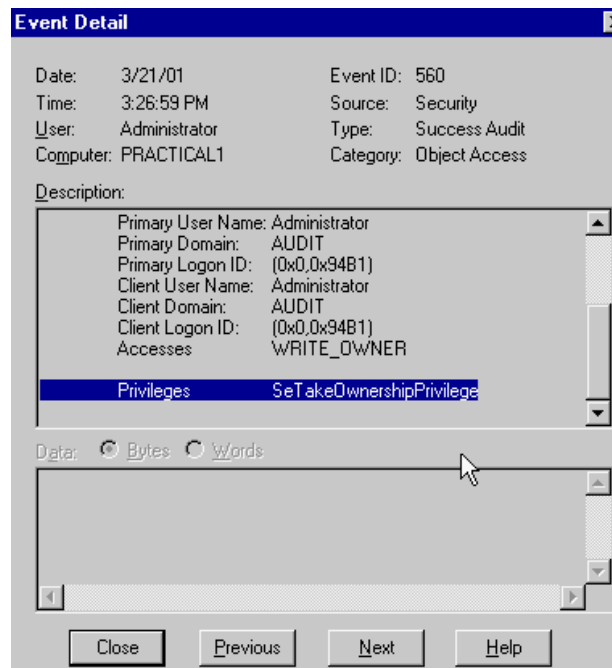 Event Detail
Date: 3/21/01 Event ID: 560
Time: 3:26:59 PM Source: Security
User: Administrator Type: Success Audit
Computer: PRACTICAL1 Category: Object Access
Description:
Primary User Name: Administrator
Primary Domain: AUDIT
Primary Logon ID: (0x0,0x94B1)
Client User Name: Administrator
Client Domain: AUDIT
Client Logon ID: (0x0,0x94B1)
Accesses WRITE_OWNER
Privileges SeTakeOwnershipPrivilege
Data: Bytes Words
Close Previous Next Help